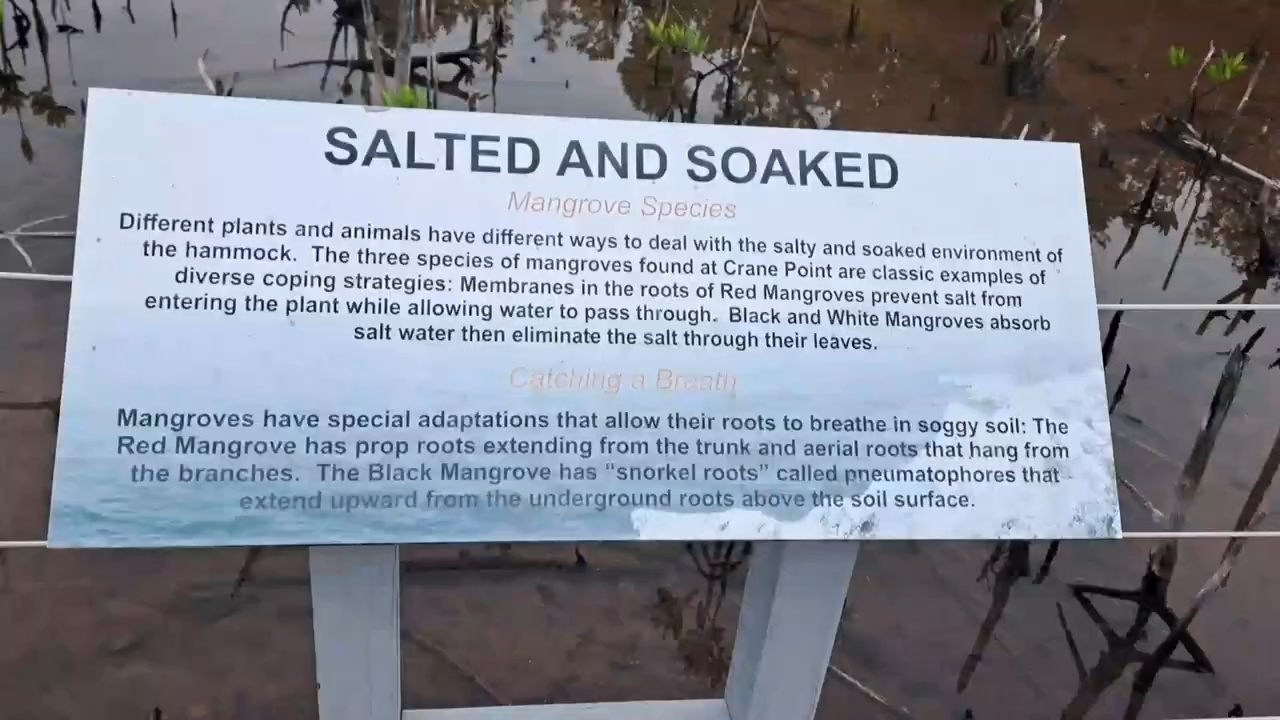 SALTED AND SOAKED
Mangrove Species
Different plants and animals have different ways to deal with the salty and soaked environment of
the hammock. The three species of mangroves found at Crane Point are classic examples of
diverse coping strategies: Membranes in the roots of Red Mangroves prevent salt from
entering the plant while allowing water to pass through. Black and White Mangroves absorb
salt water then eliminate the salt through their leaves.
Catching a Breath
Mangroves have special adaptations that allow their roots to breathe in soggy soil: The
Red Mangrove has prop roots extending from the trunk and aerial roots that hang from
the branches. The Black Mangrove has “snorkel roots” called pneumatophores that
extend upward from the underground roots above the soil surface.